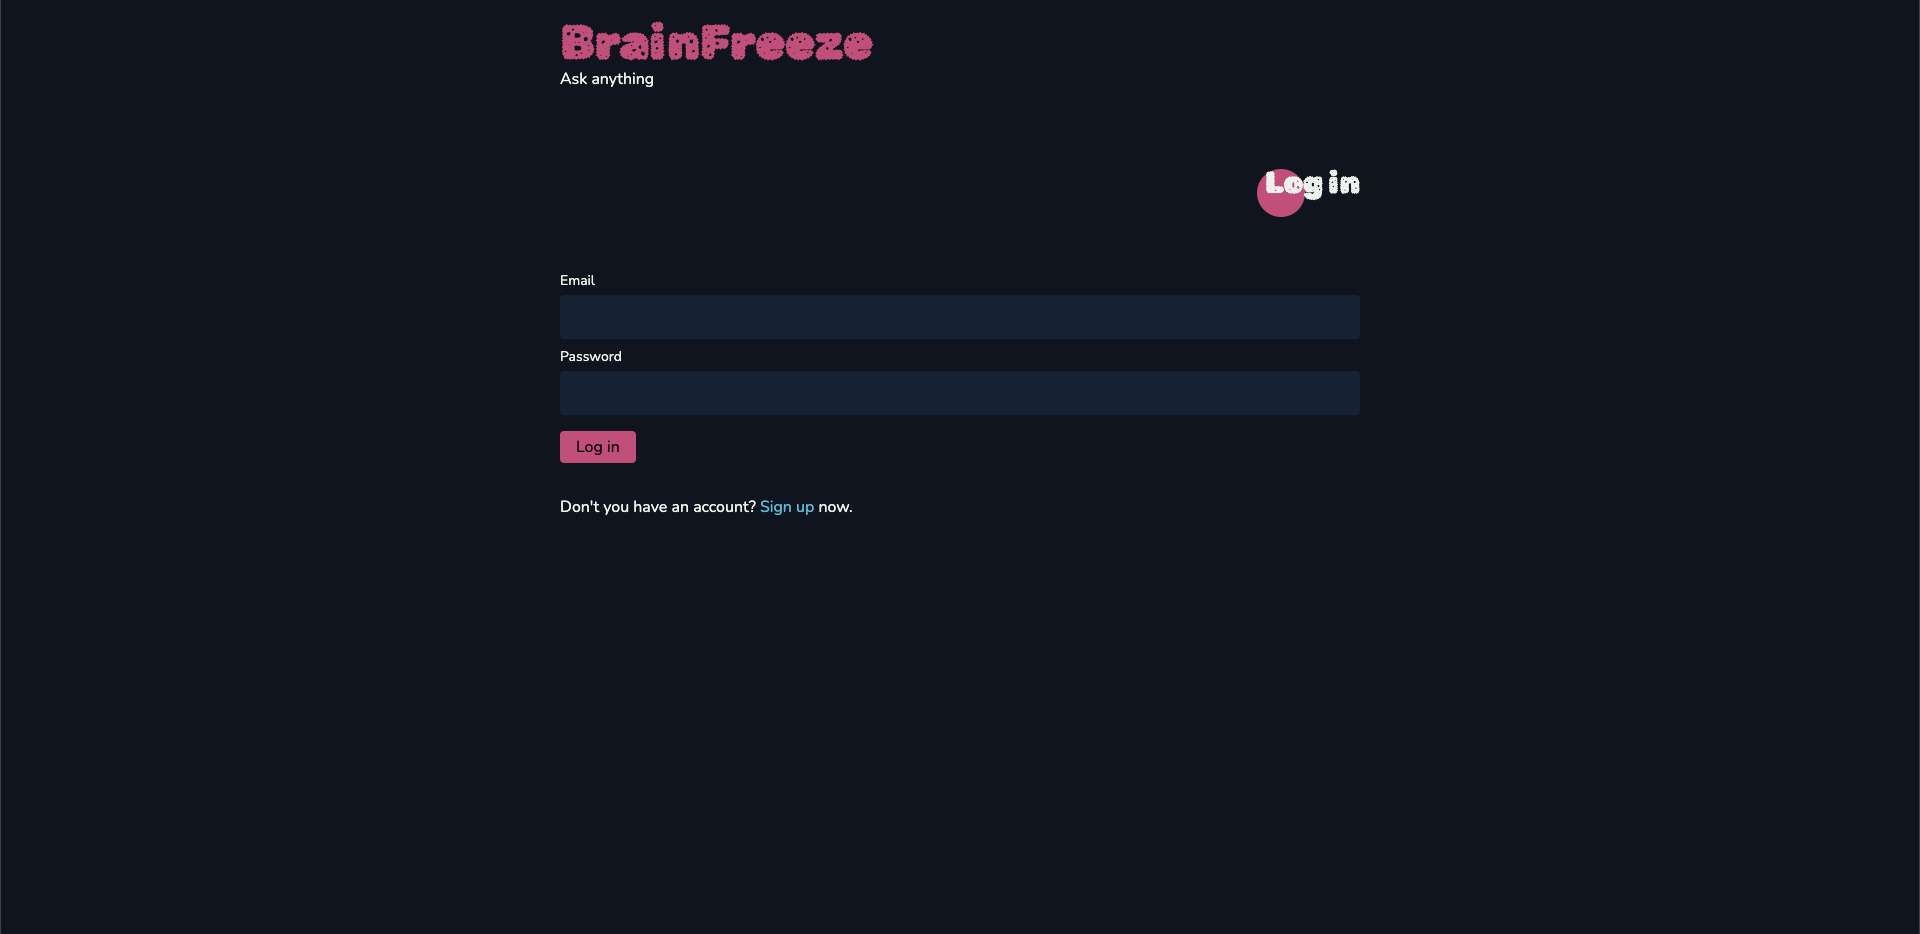 BrainFreeze
Ask anything
Log in
Email
Password
Log in
Don't you have an account? Sign up now.